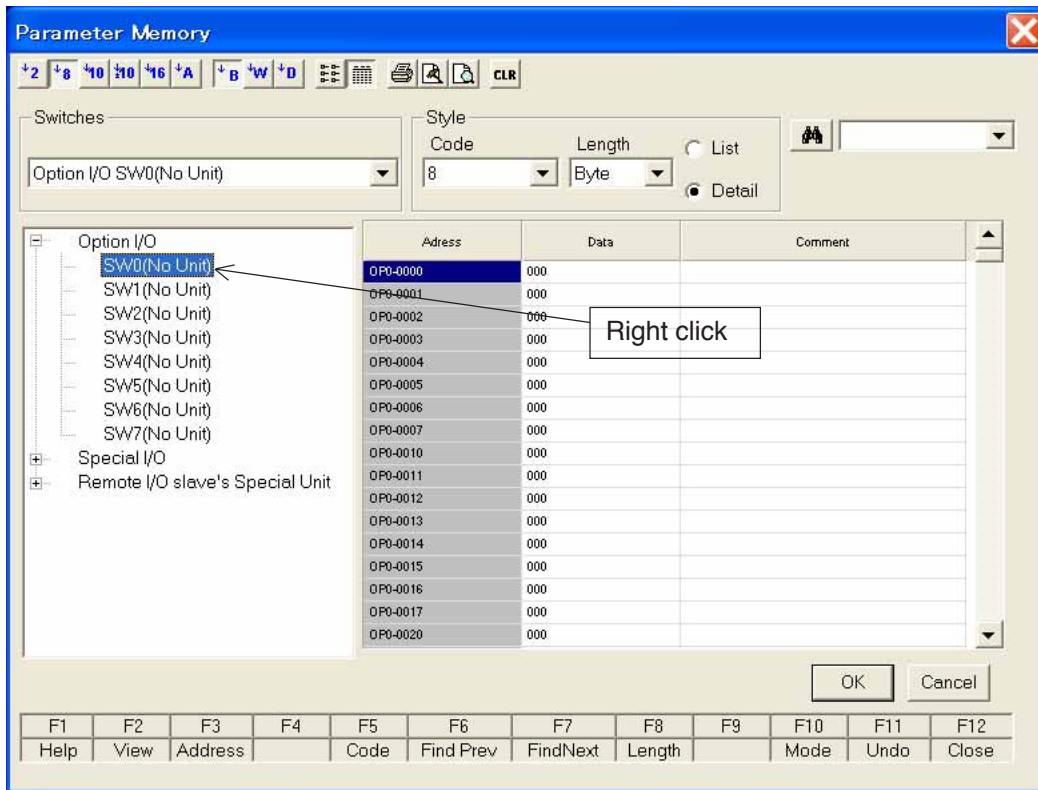 Parameter Memory
2 8 10 ±10 16 A B W D CLR
Switches
Style
Code Length
List
Option I/O SW0(No Unit) 8 Byte
Detail
Option I/O
SW0(No Unit)
SW1(No Unit)
SW2(No Unit)
SW3(No Unit)
SW4(No Unit)
SW5(No Unit)
SW6(No Unit)
SW7(No Unit)
Special I/O
Remote I/O slave's Special Unit
Adress Data Comment
OP0-0000 000
OP0-0001 000
OP0-0002 000
OP0-0003 000
OP0-0004 000
OP0-0005 000
OP0-0006 000
OP0-0007 000
OP0-0010 000
OP0-0011 000
OP0-0012 000
OP0-0013 000
OP0-0014 000
OP0-0015 000
OP0-0016 000
OP0-0017 000
OP0-0020 000
Right click
OK Cancel
F1 F2 F3 F4 F5 F6 F7 F8 F9 F10 F11 F12
Help View Address Code Find Prev FindNext Length Mode Undo Close